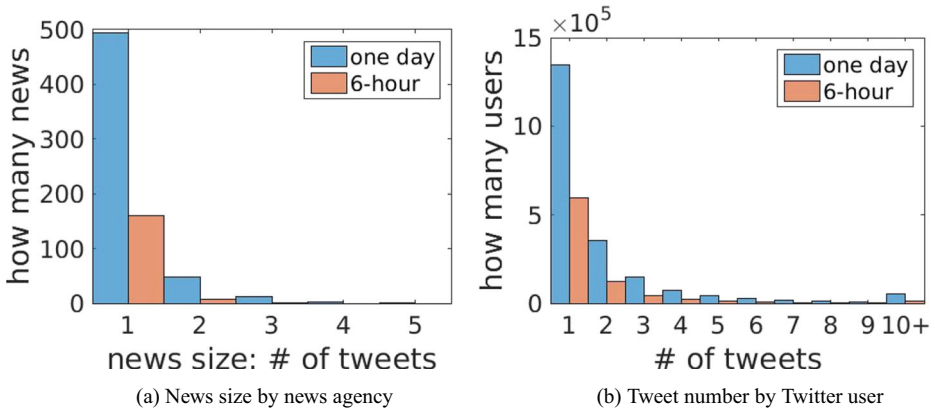 500
400
300
200
100
0
how many news
one day
6-hour
1 2 3 4 5
news size: # of tweets
(a) News size by news agency
×10⁵
15
10
5
0
how many users
one day
6-hour
1 2 3 4 5 6 7 8 9 10+
# of tweets
(b) Tweet number by Twitter user